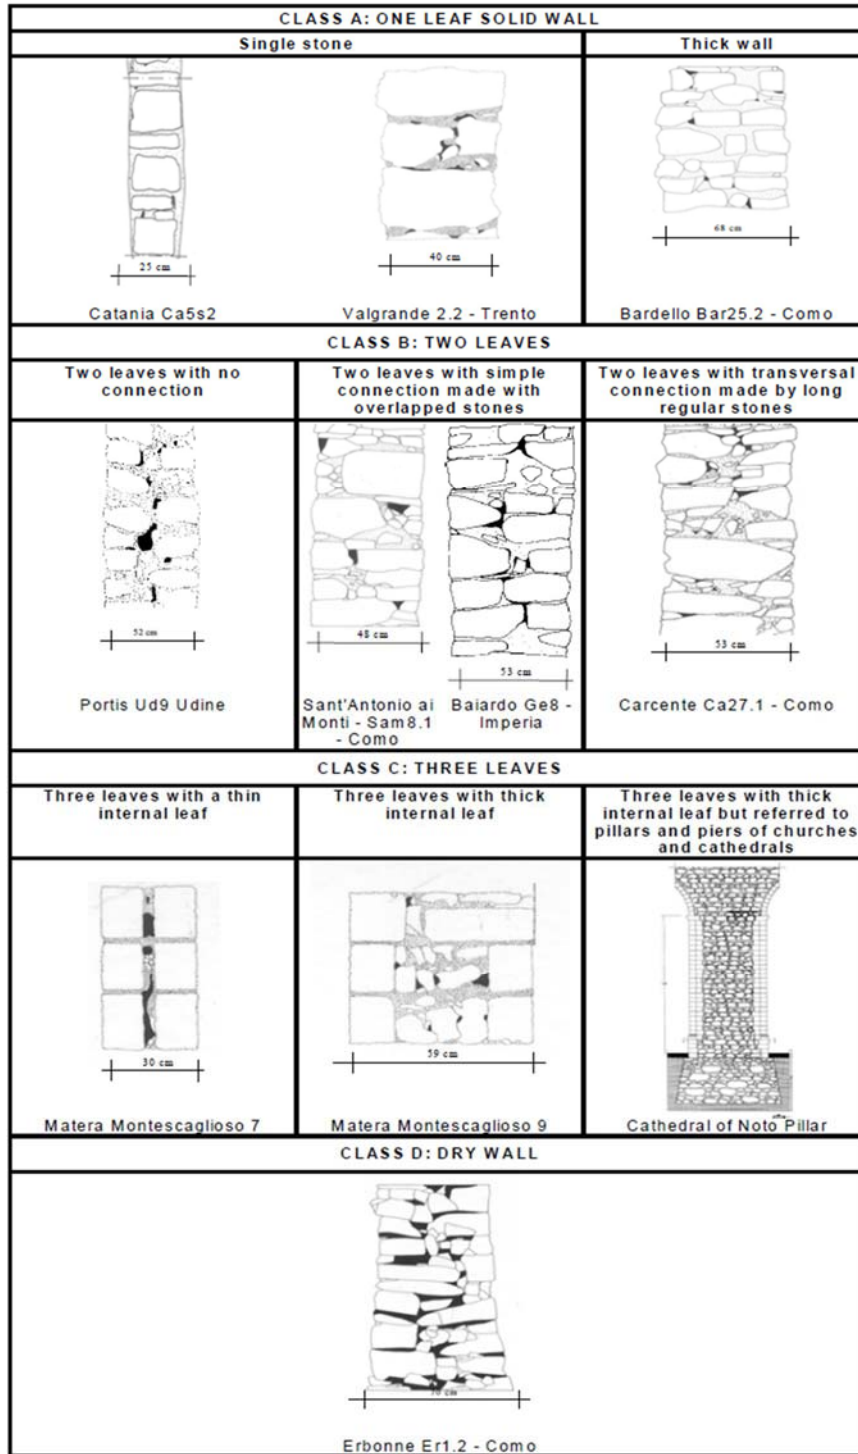 CLASS A: ONE LEAF SOLID WALL
Single stone
Thick wall
25 cm
40 cm
68 cm
Catania Ca5s2
Valgrande 2.2 - Trento
Bardello Bar25.2 - Como
CLASS B: TWO LEAVES
Two leaves with no
connection
Two leaves with simple
connection made with
overlapped stones
Two leaves with transversal
connection made by long
regular stones
52 cm
48 cm
53 cm
53 cm
Portis Ud9 Udine
Sant'Antonio ai
Monti - Sam8.1
- Como
Baiardo Ge8 -
Imperia
Carcente Ca27.1 - Como
CLASS C: THREE LEAVES
Three leaves with a thin
internal leaf
Three leaves with thick
internal leaf
Three leaves with thick
internal leaf but referred to
pillars and piers of churches
and cathedrals
30 cm
59 cm
Matera Montescaglioso 7
Matera Montescaglioso 9
Cathedral of Noto Pillar
CLASS D: DRY WALL
cm
Erbonne Er1.2 - Como